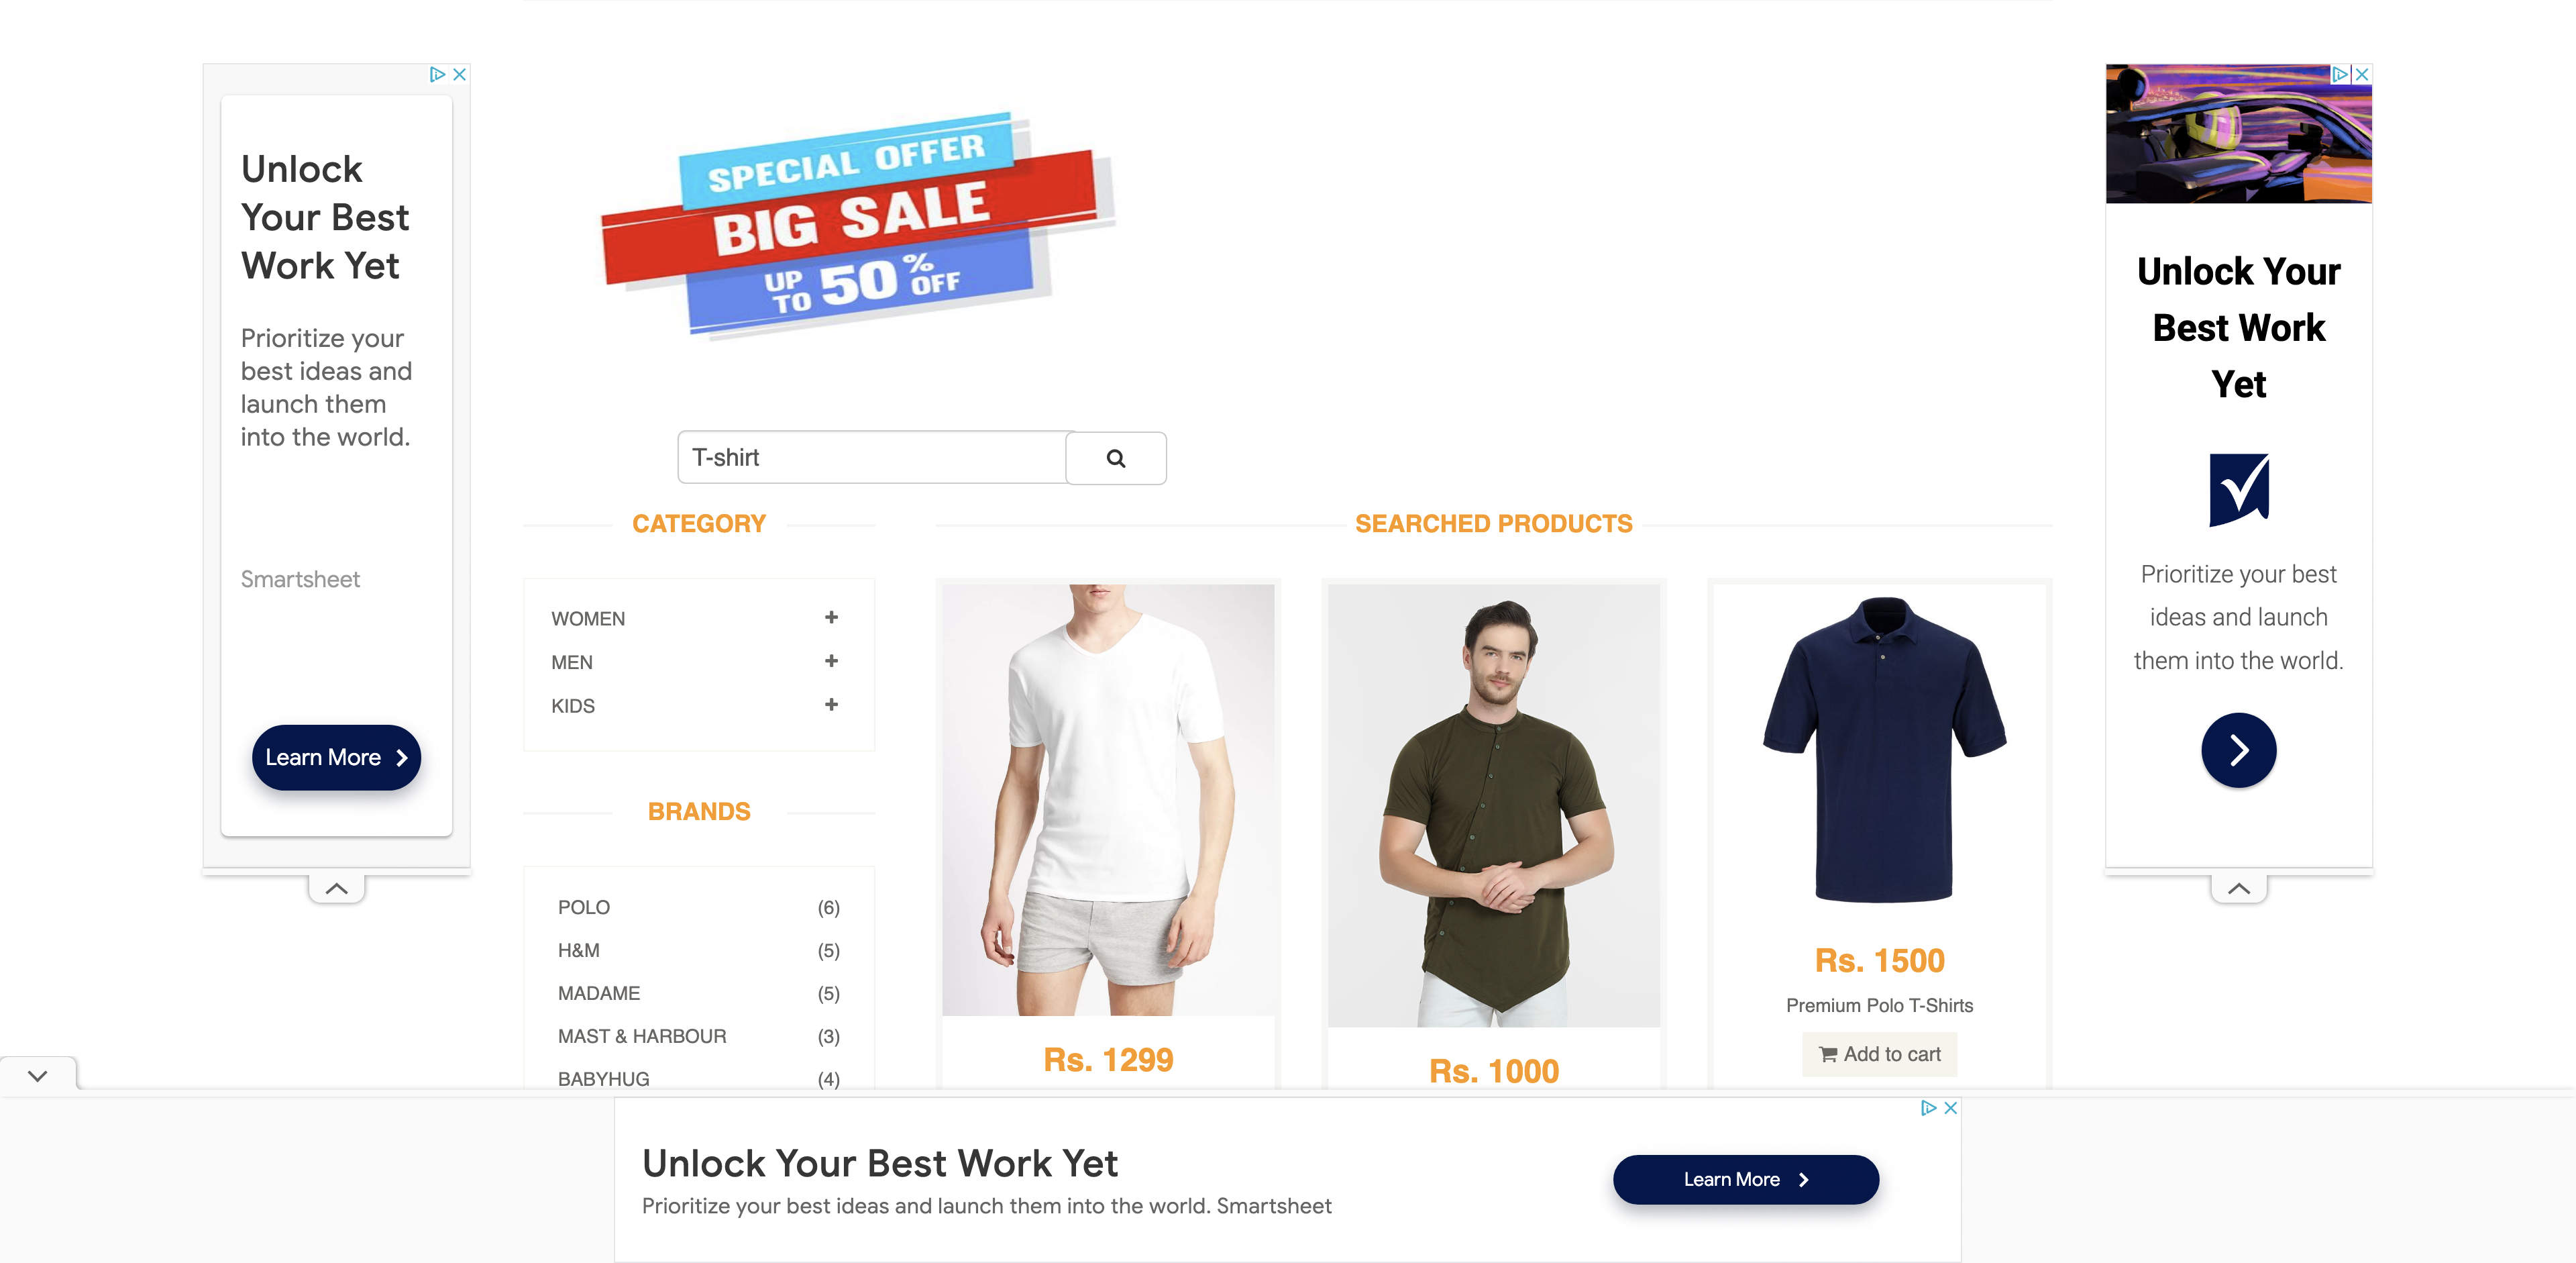 Unlock
Your Best
Work Yet
Prioritize your
best ideas and
launch them
into the world.
Smartsheet
Learn More
SPECIAL OFFER
BIG SALE
UP TO 50% OFF
T-shirt
CATEGORY
WOMEN
MEN
KIDS
BRANDS
POLO (6)
H&M (5)
MADAME (5)
MAST & HARBOUR (3)
BABYHUG (4)
SEARCHED PRODUCTS
Rs. 1299
Rs. 1000
Rs. 1500
Premium Polo T-Shirts
Add to cart
Unlock Your
Best Work
Yet
Prioritize your best
ideas and launch
them into the world.
Unlock Your Best Work Yet
Prioritize your best ideas and launch them into the world. Smartsheet
Learn More